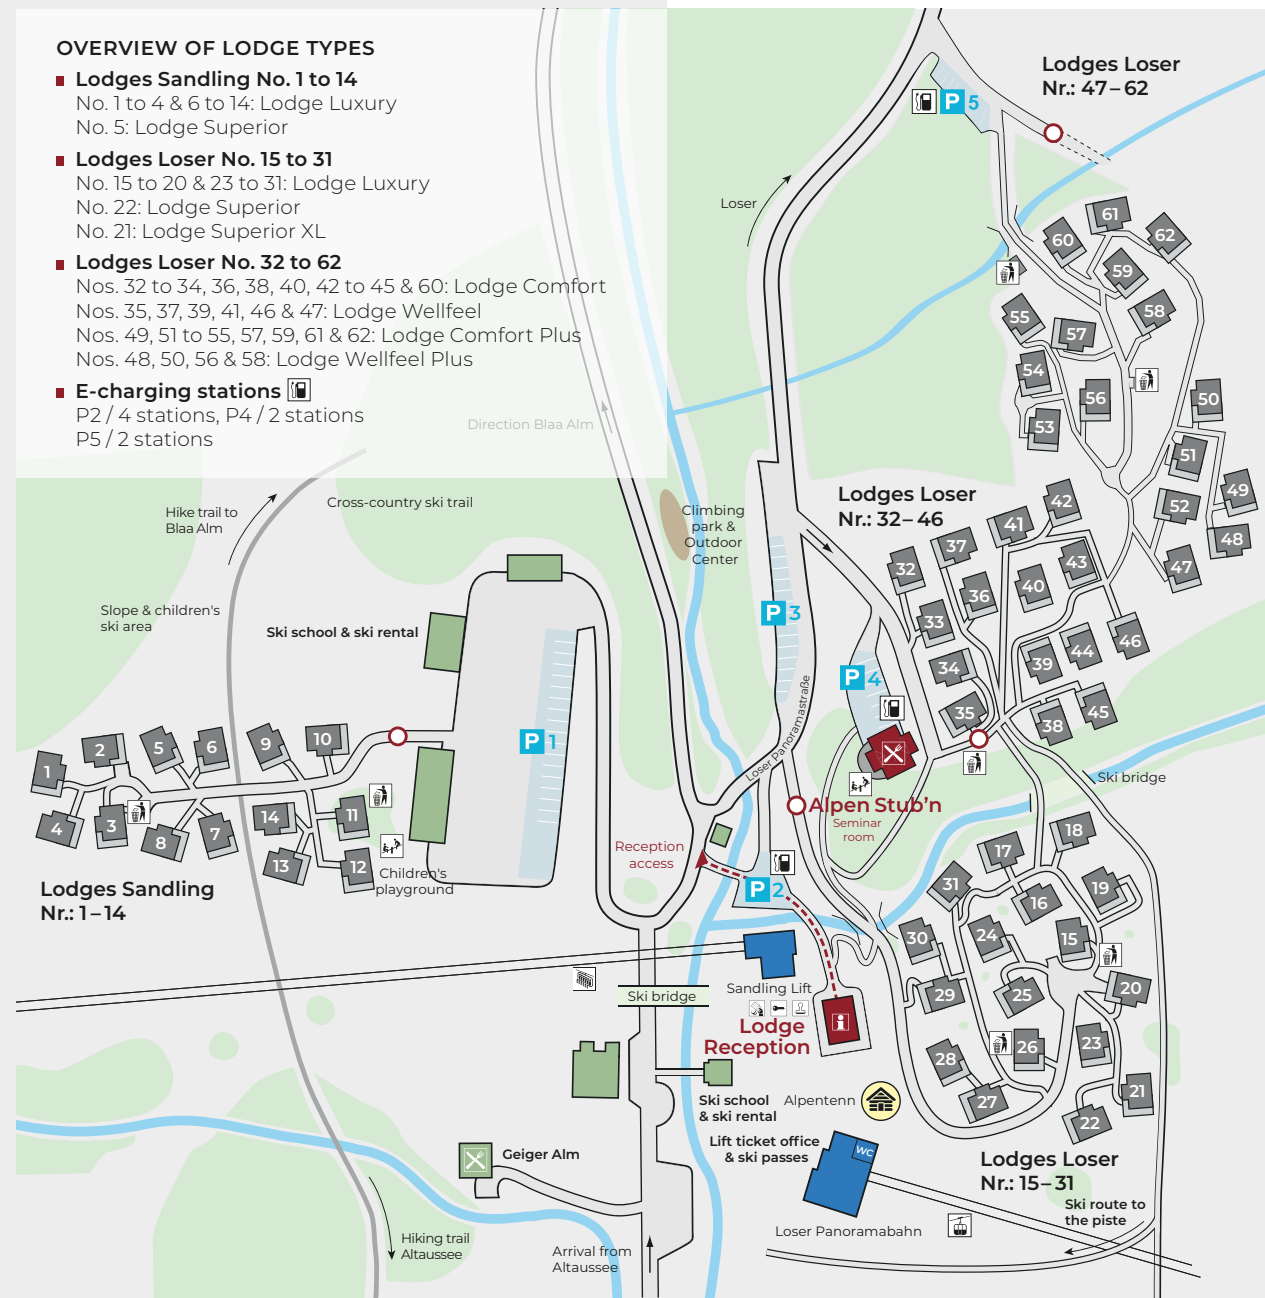 OVERVIEW OF LODGE TYPES
Lodges Sandling No. 1 to 14
No. 1 to 4 & 6 to 14: Lodge Luxury
No. 5: Lodge Superior
Lodges Loser No. 15 to 31
No. 15 to 20 & 23 to 31: Lodge Luxury
No. 22: Lodge Superior
No. 21: Lodge Superior XL
Lodges Loser No. 32 to 62
Nos. 32 to 34, 36, 38, 40, 42 to 45 & 60: Lodge Comfort
Nos. 35, 37, 39, 41, 46 & 47: Lodge Wellfeel
Nos. 49, 51 to 55, 57, 59, 61 & 62: Lodge Comfort Plus
Nos. 48, 50, 56 & 58: Lodge Wellfeel Plus
E-charging stations
P2 / 4 stations, P4 / 2 stations
P5 / 2 stations
Direction Blaa Alm
Lodges Loser
Nr.: 47–62
P 5
Loser
61
60
62
59
58
55
57
54
56
50
53
51
49
52
48
47
Lodges Loser
Nr.: 32–46
42
41
37
43
32
40
36
33
46
44
39
34
45
35
38
Cross-country ski trail
Hike trail to
Blaa Alm
Climbing
park &
Outdoor
Center
Slope & children's
ski area
Ski school & ski rental
P 3
P 4
P 1
Loser Panoramastraße
1
2
5
6
9
10
4
3
8
7
14
11
13
12
Children's
playground
Lodges Sandling
Nr.: 1–14
Alpen Stub'n
Seminar
room
Reception
access
P 2
Ski bridge
18
17
31
19
16
30
24
15
29
25
20
28
26
23
27
21
22
Sandling Lift
Ski bridge
Lodge
Reception
i
Ski school
& ski rental
Alpentenn
Lift ticket office
& ski passes
WC
Geiger Alm
Lodges Loser
Nr.: 15–31
Ski route to
the piste
Loser Panoramabahn
Hiking trail
Altaussee
Arrival from
Altaussee